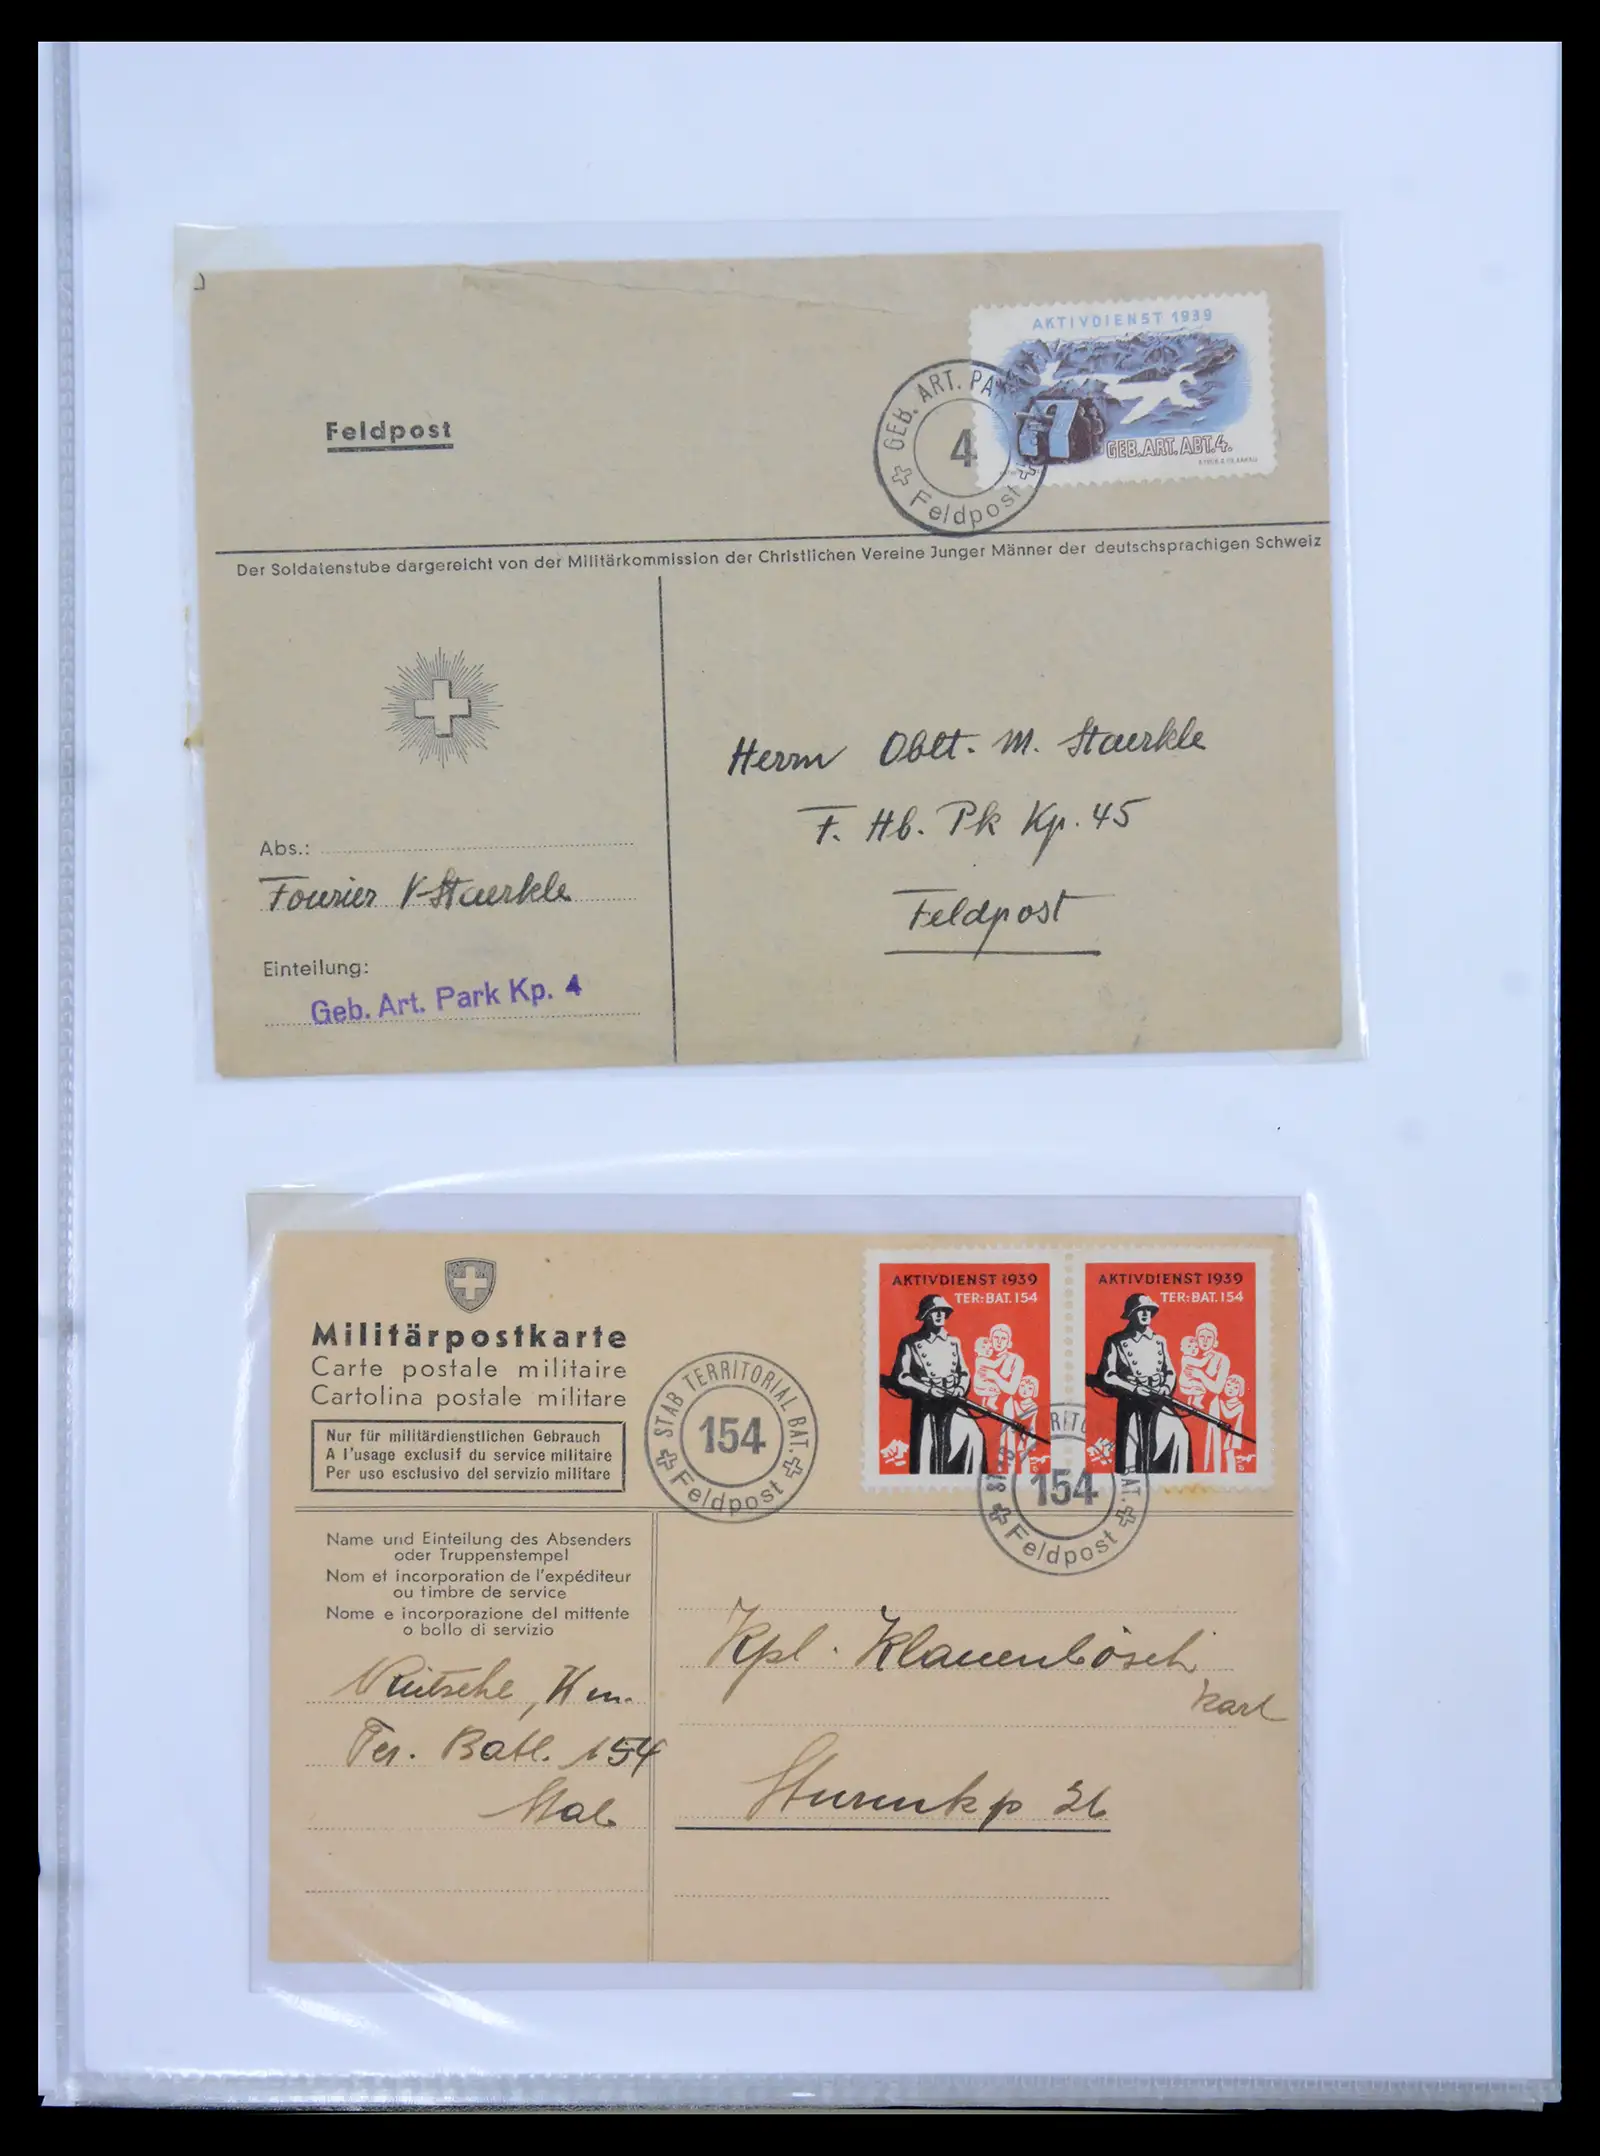 AKTIVDIENST 1939
GEB. ART. ABT. 4.
GEB. ART. PARK
4
Feldpost
Feldpost
Der Soldatenstube dargereicht von der Militärkommission der Christlichen Vereine Junger Männer der deutschsprachigen Schweiz
Herrn Oblt. M. Staerkle
F. Hb. Pk Kp. 45
Feldpost
Abs.:
Fourier V. Staerkle
Einteilung:
Geb. Art. Park Kp. 4
Militärpostkarte
Carte postale militaire
Cartolina postale militare
Nur für militärdienstlichen Gebrauch
A l'usage exclusif du service militaire
Per uso esclusivo del servizio militare
STAB TERRITORIAL BAT.
154
Feldpost
AKTIVDIENST 1939
TER: BAT. 154
AKTIVDIENST 1939
TER: BAT. 154
154
Feldpost
Name und Einteilung des Absenders
oder Truppenstempel
Nom et incorporation de l'expéditeur
ou timbre de service
Nome e incorporazione del mittente
o bollo di servizio
Ter. Batl. 154
Stab
Kpl. Klauenbösch
Karl